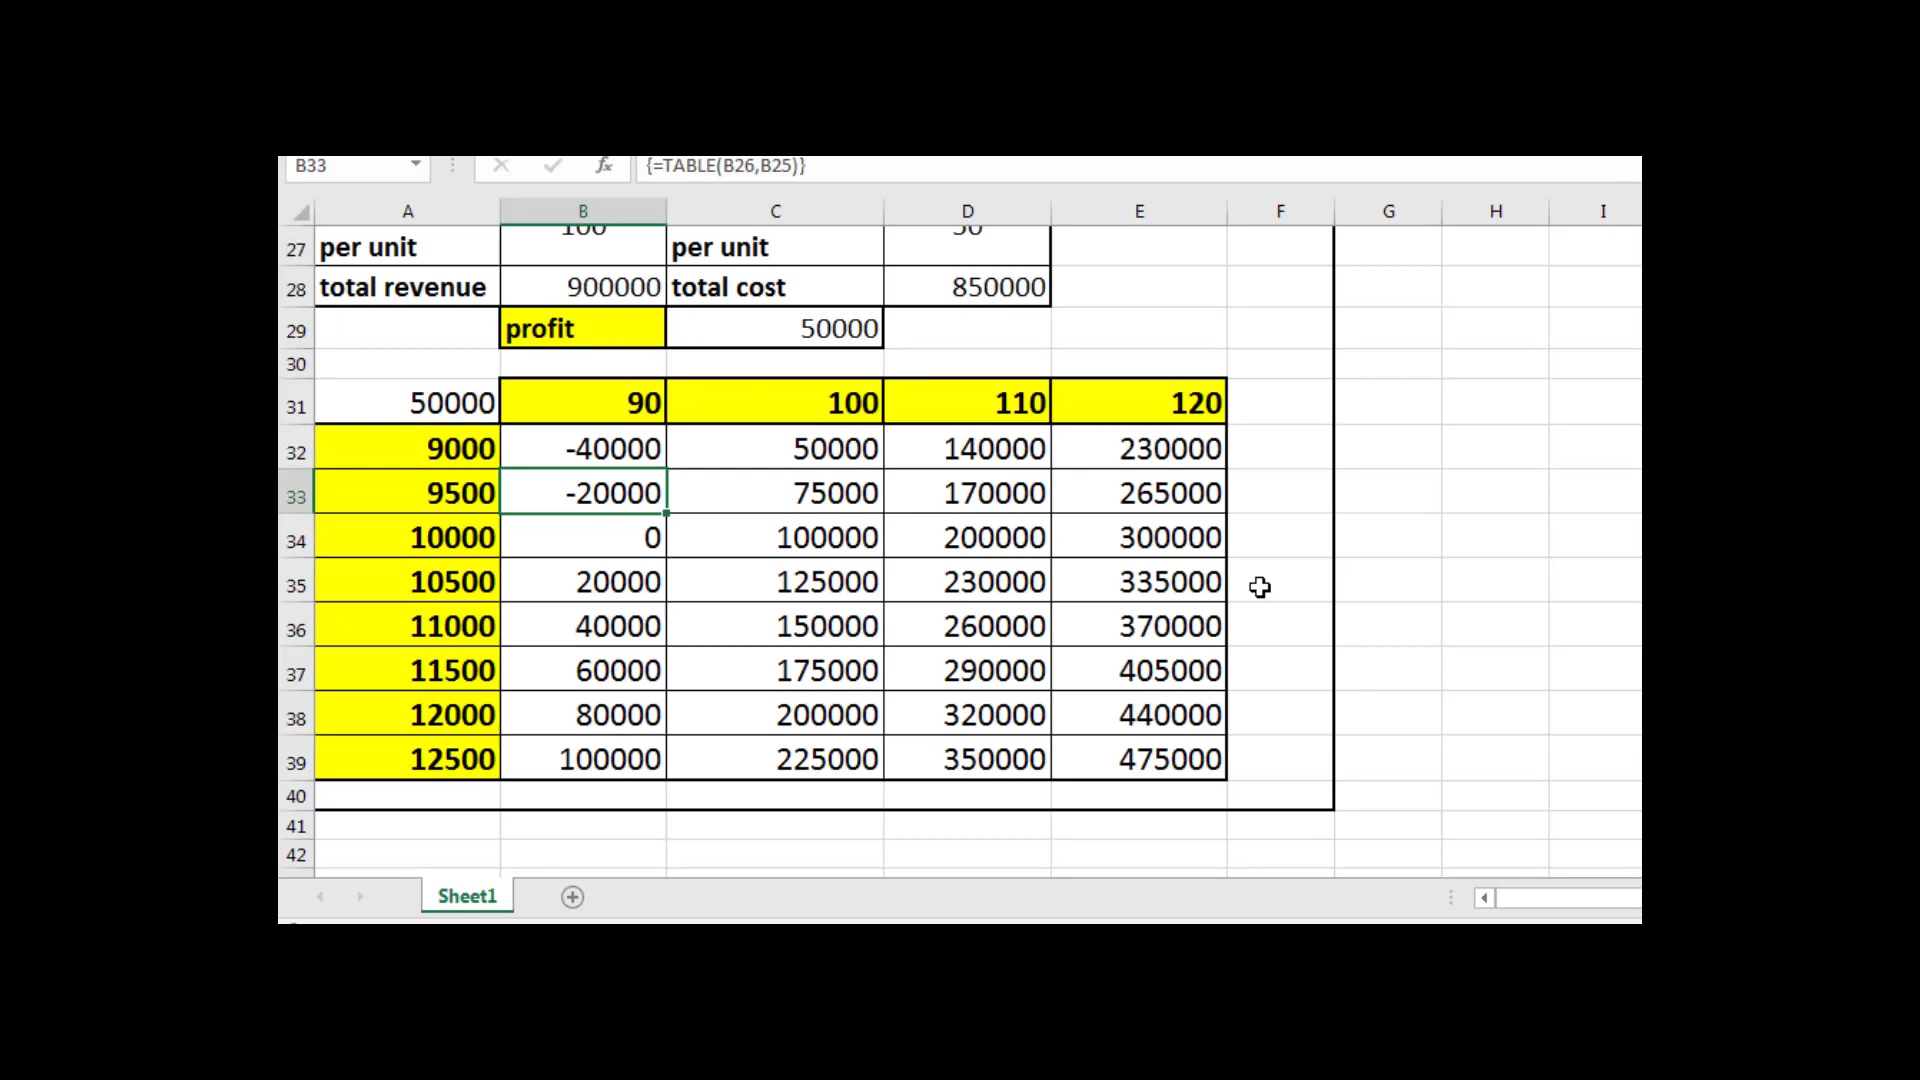 B33 fx {=TABLE(B26,B25)}
A B C D E F G H I
27 per unit 100 per unit 50
28 total revenue 900000 total cost 850000
29 profit 50000
30
31 50000 90 100 110 120
32 9000 -40000 50000 140000 230000
33 9500 -20000 75000 170000 265000
34 10000 0 100000 200000 300000
35 10500 20000 125000 230000 335000
36 11000 40000 150000 260000 370000
37 11500 60000 175000 290000 405000
38 12000 80000 200000 320000 440000
39 12500 100000 225000 350000 475000
40
41
42
Sheet1